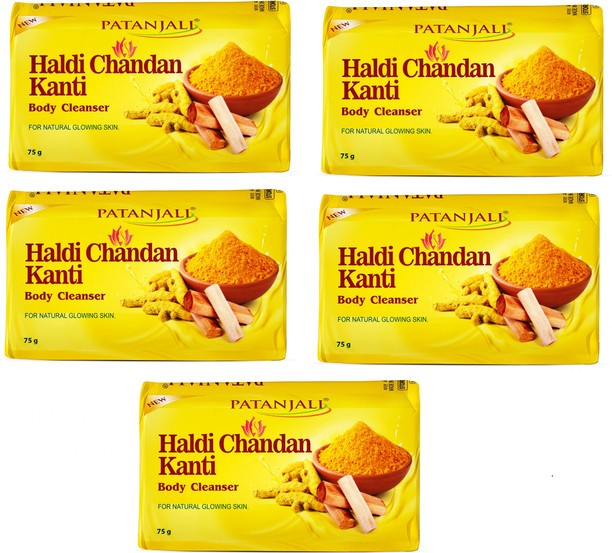 NEW
PATANJALI®
Haldi Chandan
Kanti
Body Cleanser
FOR NATURAL GLOWING SKIN.
75 g
NEW
PATANJALI®
Haldi Chandan
Kanti
Body Cleanser
FOR NATURAL GLOWING SKIN.
75 g
PATANJALI
NEW
PATANJALI®
Haldi Chandan
Kanti
Body Cleanser
FOR NATURAL GLOWING SKIN.
75 g
PATANJALI
NEW
PATANJALI®
Haldi Chandan
Kanti
Body Cleanser
FOR NATURAL GLOWING SKIN.
75 g
PATANJALI
NEW
PATANJALI®
Haldi Chandan
Kanti
Body Cleanser
FOR NATURAL GLOWING SKIN.
75 g